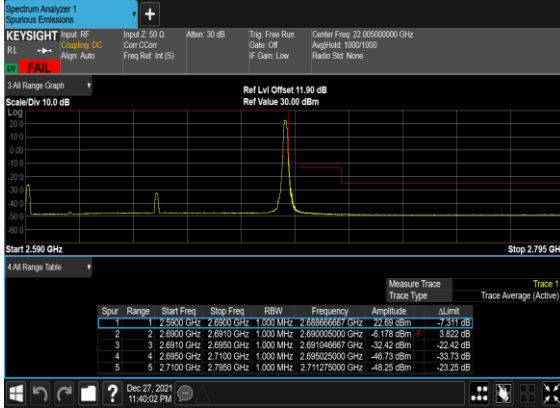 Spectrum Analyzer 1
Spurious Emissions
+
KEYSIGHT Input: RF Input Z: 50 Ω Atten: 30 dB Trig: Free Run Center Freq: 22.005000000 GHz
RL Coupling: DC Corr CCorr Gate: Off Avg|Hold: 1000/1000
Align: Auto Freq Ref: Int (S) IF Gain: Low Radio Std: None
LXI FAIL
3 All Range Graph
Ref Lvl Offset 11.90 dB
Scale/Div 10.0 dB Ref Value 30.00 dBm
Log
20.0
10.0
0.00
-10.0
-20.0
-30.0
-40.0
-50.0
-60.0
Start 2.590 GHz Stop 2.795 GH
4 All Range Table
Measure Trace Trace 1
Trace Type Trace Average (Active)
Spur Range Start Freq Stop Freq RBW Frequency Amplitude ΔLimit
1 1 2.5900 GHz 2.6900 GHz 1.000 MHz 2.688666667 GHz 22.69 dBm -7.311 dB
2 2 2.6900 GHz 2.6910 GHz 1.000 MHz 2.690005000 GHz -6.178 dBm F 3.822 dB
3 3 2.6910 GHz 2.6950 GHz 1.000 MHz 2.691046667 GHz -32.42 dBm -22.42 dB
4 4 2.6950 GHz 2.7100 GHz 1.000 MHz 2.695025000 GHz -46.73 dBm -33.73 dB
5 5 2.7100 GHz 2.7950 GHz 1.000 MHz 2.711275000 GHz -48.25 dBm -23.25 dB
? Dec 27, 2021
11:40:02 PM